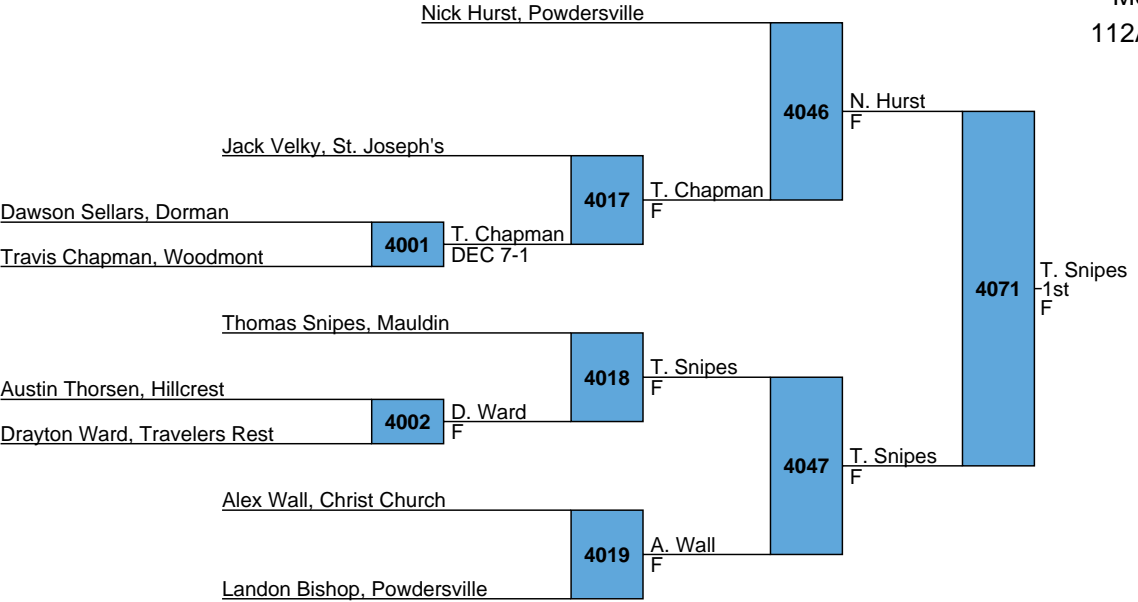 Nick Hurst, Powdersville
112
4046
N. Hurst
F
Jack Velky, St. Joseph's
4017
T. Chapman
F
Dawson Sellars, Dorman
4001
T. Chapman
DEC 7-1
Travis Chapman, Woodmont
4071
T. Snipes
1st
F
Thomas Snipes, Mauldin
4018
T. Snipes
F
Austin Thorsen, Hillcrest
4002
D. Ward
F
Drayton Ward, Travelers Rest
4047
T. Snipes
F
Alex Wall, Christ Church
4019
A. Wall
F
Landon Bishop, Powdersville